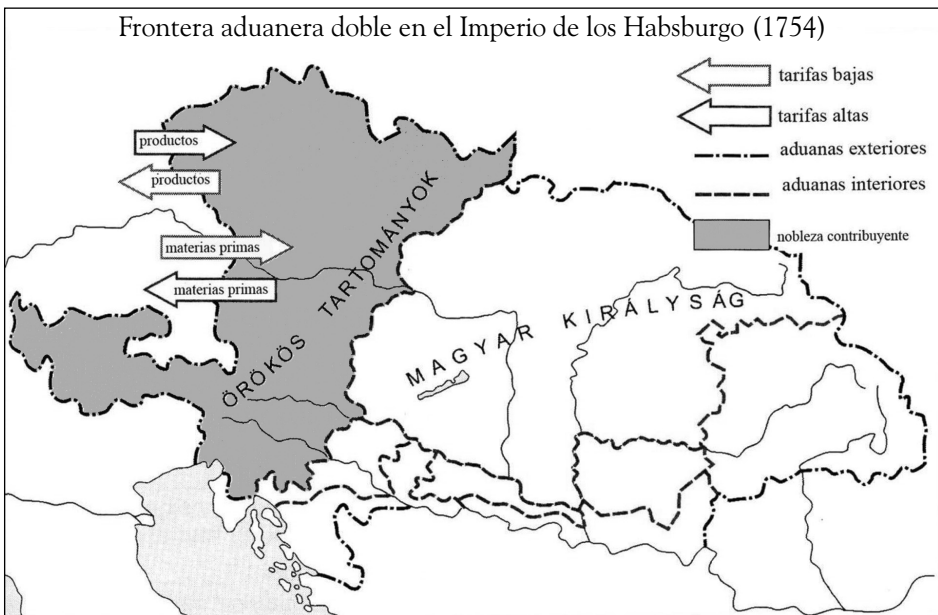 Frontera aduanera doble en el Imperio de los Habsburgo (1754)
tarifas bajas
tarifas altas
aduanas exteriores
aduanas interiores
nobleza contribuyente
productos
productos
materias primas
materias primas
ÖRÖKÖS TARTOMÁNYOK
MAGYAR KIRÁLYSÁG